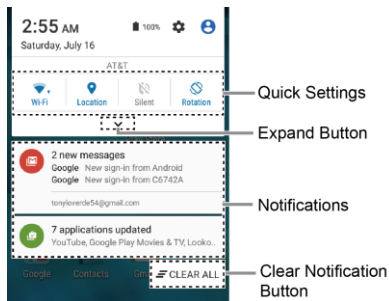 2:55 AM 100%
Saturday, July 16
AT&T
Wi-Fi Location Silent Rotation
Quick Settings
Expand Button
2 new messages
Google New sign-in from Android
Google New sign-in from C6742A
tonyloverde54@gmail.com
Notifications
7 applications updated
YouTube, Google Play Movies & TV, Looko..
Google Contacts Gm
CLEAR ALL
Clear Notification
Button